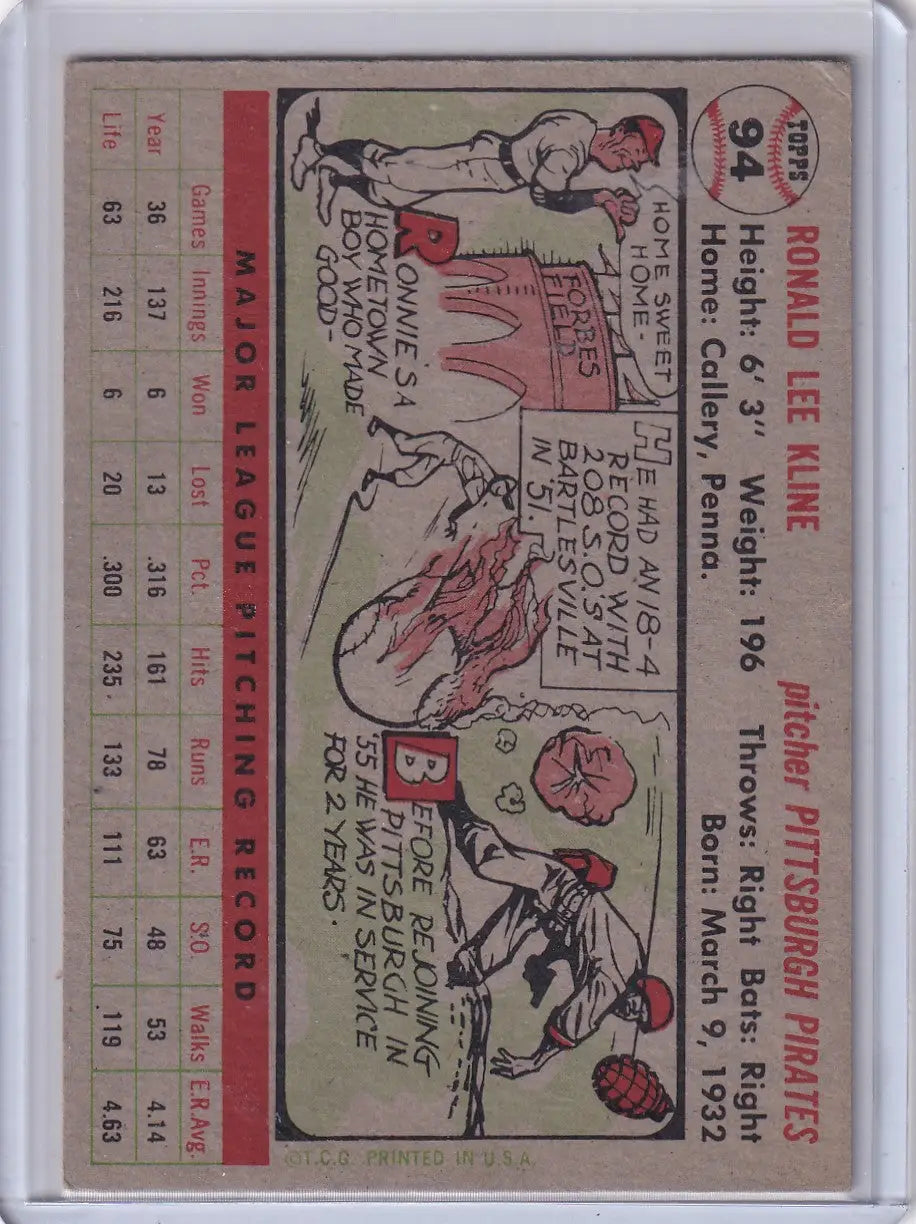 TOPPS
94
RONALD LEE KLINE pitcher PITTSBURGH PIRATES
Height: 6' 3" Weight: 196 Throws: Right Bats: Right
Home: Callery, Penna. Born: March 9, 1932
HOME SWEET
HOME-
FORBES
FIELD
RONNIE'S A
HOMETOWN
BOY WHO MADE
GOOD-
HE HAD AN 18-4
RECORD WITH
208 S.O.'S AT
BARTLESVILLE
IN '51.
BEFORE REJOINING
PITTSBURGH IN
'55 HE WAS IN SERVICE
FOR 2 YEARS.
©T.C.G. PRINTED IN U.S.A.
MAJOR LEAGUE PITCHING RECORD
Games Innings Won Lost Pct. Hits Runs E.R. S.O. Walks E.R.Avg.
Year 36 137 6 13 .316 161 78 63 48 53 4.14
Life 63 216 6 20 .300 235 133 111 75 119 4.63